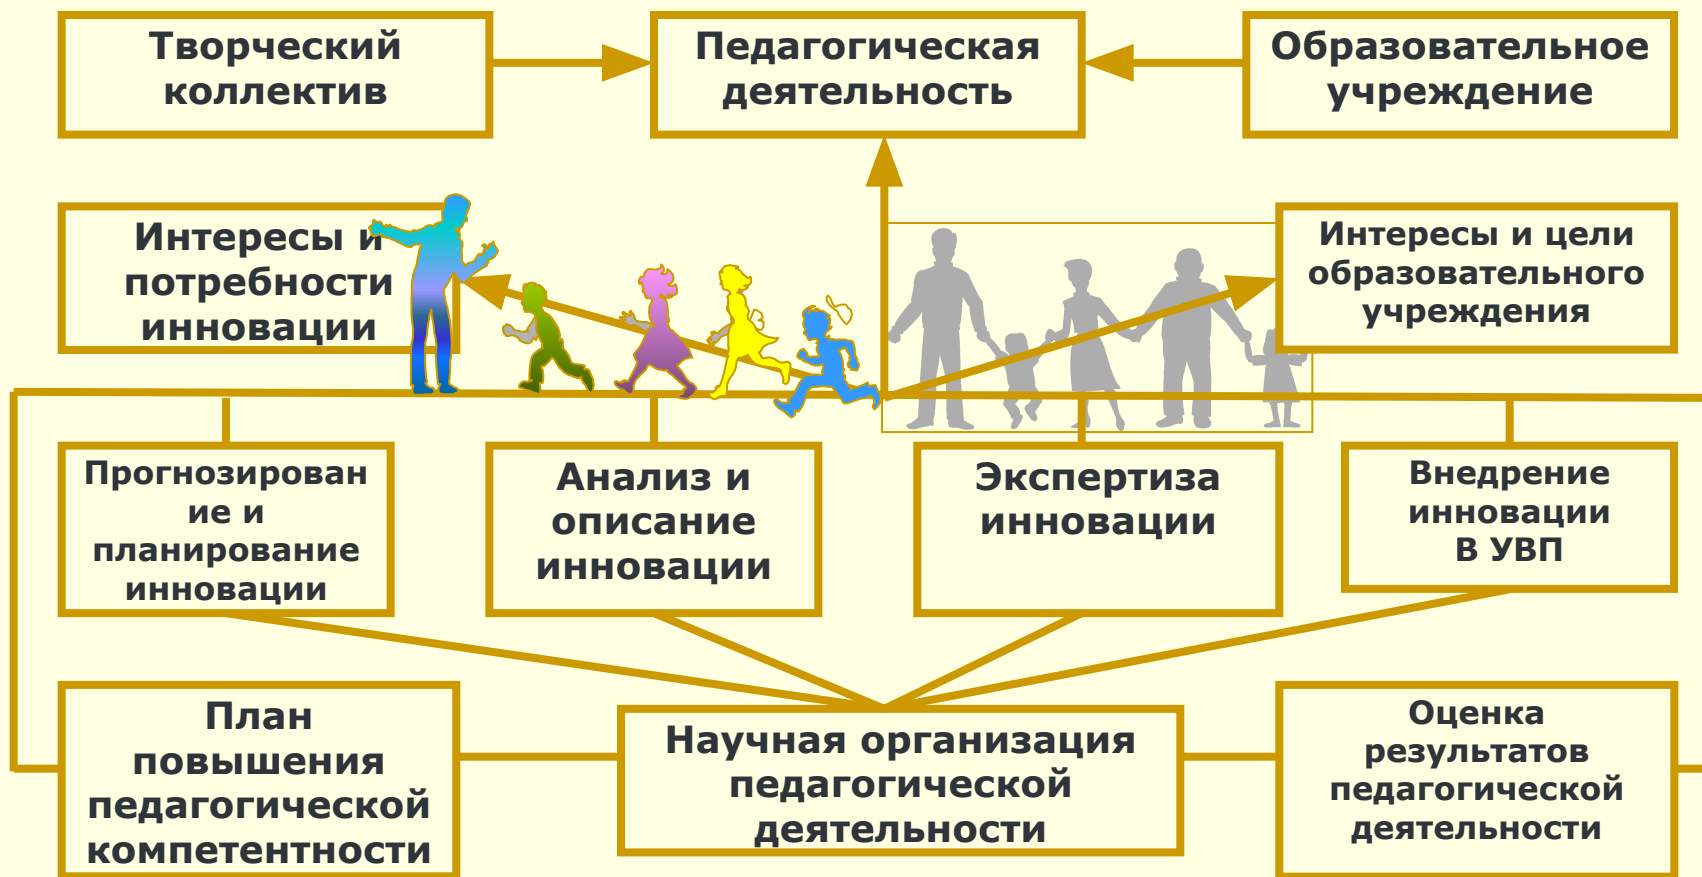 Творческий
коллектив
Педагогическая
деятельность
Образовательное
учреждение
Интересы и
потребности
инновации
Интересы и цели
образовательного
учреждения
Прогнозирован
ие и
планирование
инновации
Анализ и
описание
инновации
Экспертиза
инновации
Внедрение
инновации
В УВП
План
повышения
педагогической
компетентности
Научная организация
педагогической
деятельности
Оценка
результатов
педагогической
деятельности